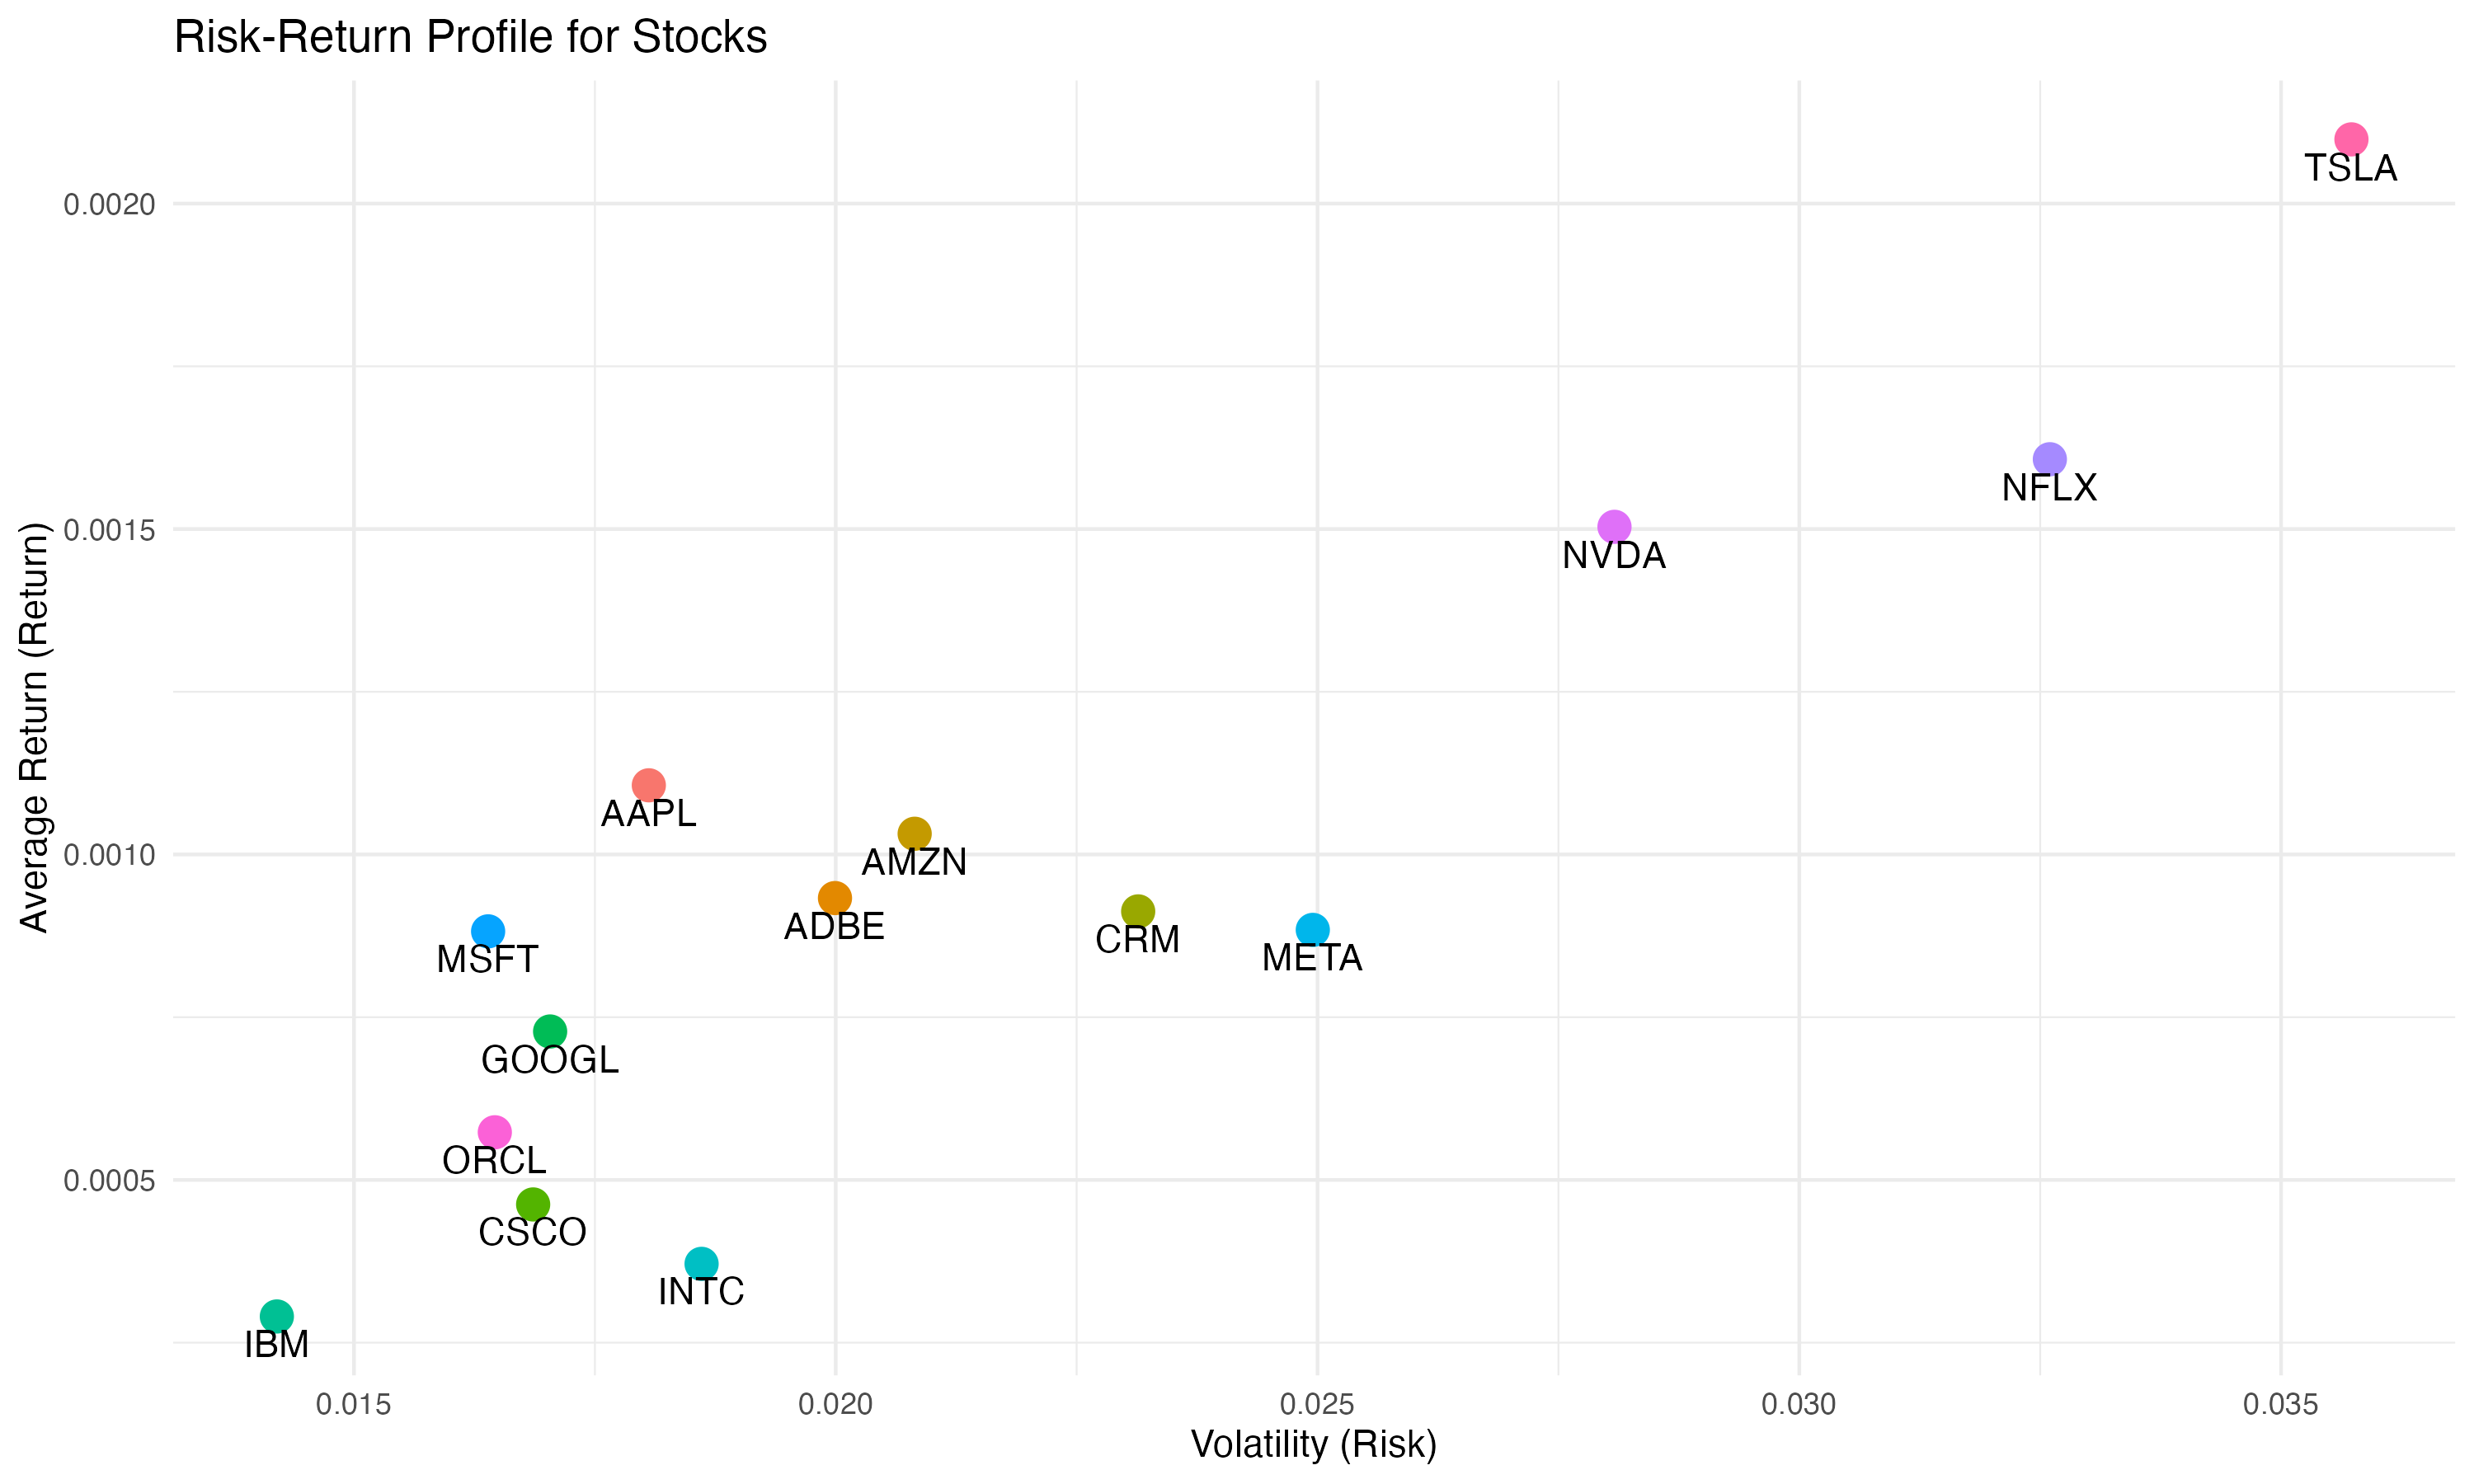 Risk-Return Profile for Stocks
TSLA
0.0020
NFLX
0.0015
NVDA
Average Return (Return)
AAPL
AMZN
0.0010
ADBE
CRM
META
MSFT
GOOGL
ORCL
0.0005
CSCO
INTC
IBM
0.015 0.020 0.025 0.030 0.035
Volatility (Risk)